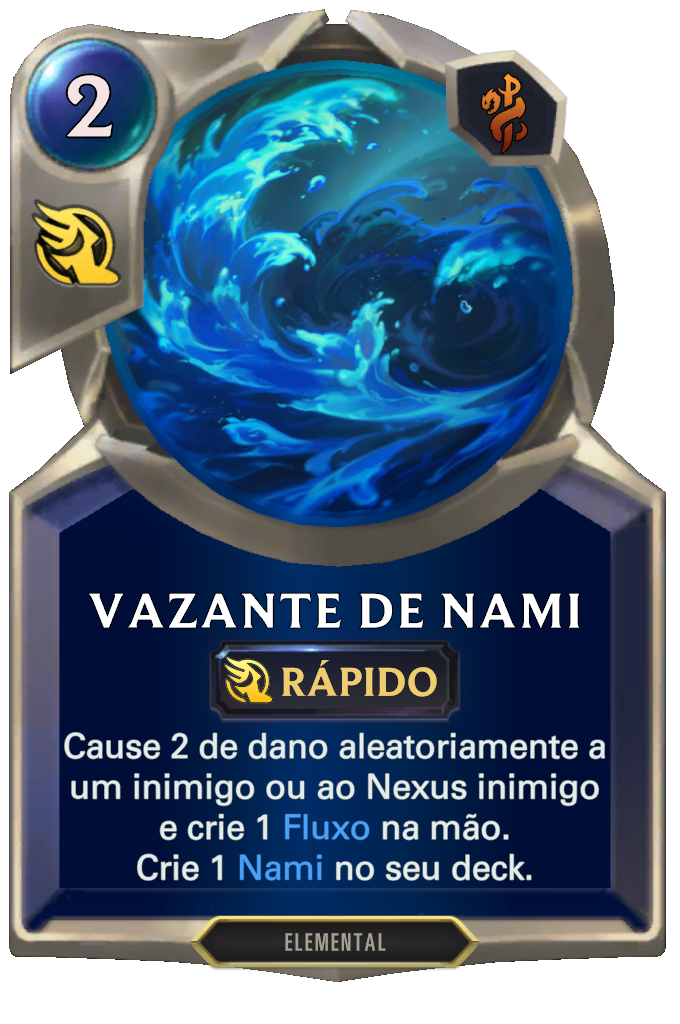 2
VAZANTE DE NAMI
RÁPIDO
Cause 2 de dano aleatoriamente a
um inimigo ou ao Nexus inimigo
e crie 1 Fluxo na mão.
Crie 1 Nami no seu deck.
ELEMENTAL